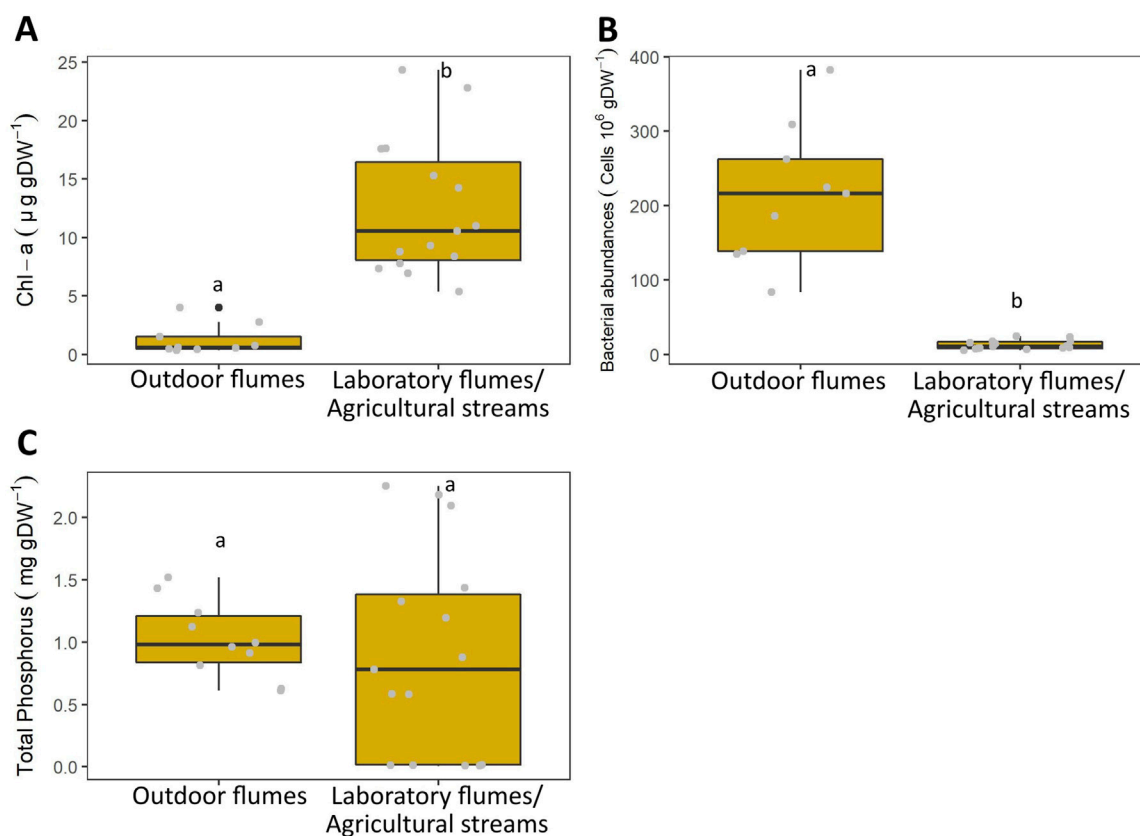 A
Chl – a ( μ g gDW⁻¹)
25
20
15
10
5
0
a
b
Outdoor flumes
Laboratory flumes/
Agricultural streams
B
Bacterial abundances ( Cells 10⁶ gDW⁻¹)
400
300
200
100
0
a
b
Outdoor flumes
Laboratory flumes/
Agricultural streams
C
Total Phosphorus ( mg gDW⁻¹)
2.0
1.5
1.0
0.5
0.0
a
a
Outdoor flumes
Laboratory flumes/
Agricultural streams